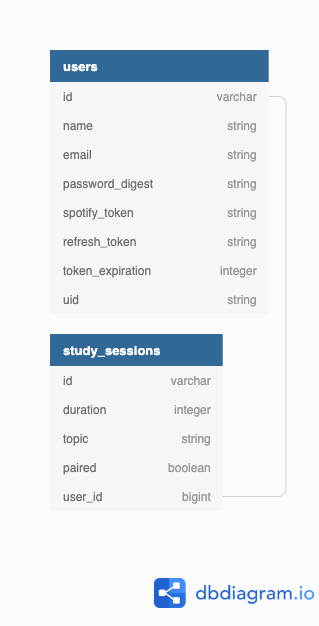 users
id varchar
name string
email string
password_digest string
spotify_token string
refresh_token string
token_expiration integer
uid string
study_sessions
id varchar
duration integer
topic string
paired boolean
user_id bigint
dbdiagram.io